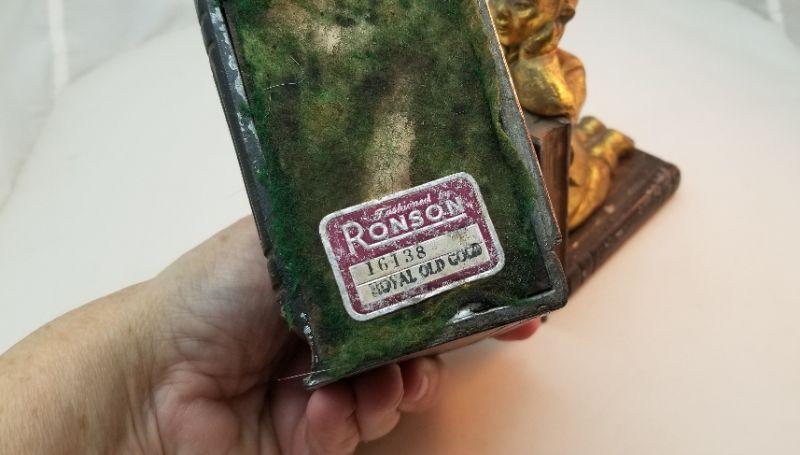 Fashioned by
RONSON
16138
ROYAL OLD GOLD